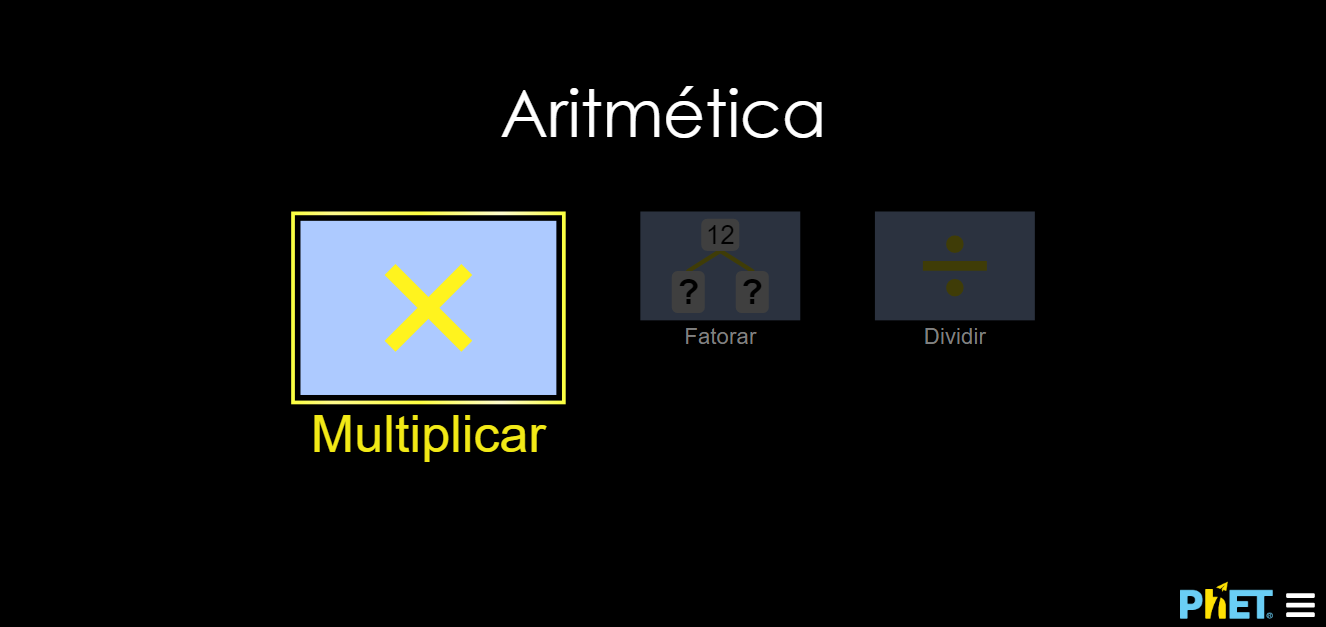 Aritmética
12
? ?
Multiplicar
Fatorar
Dividir
PhET